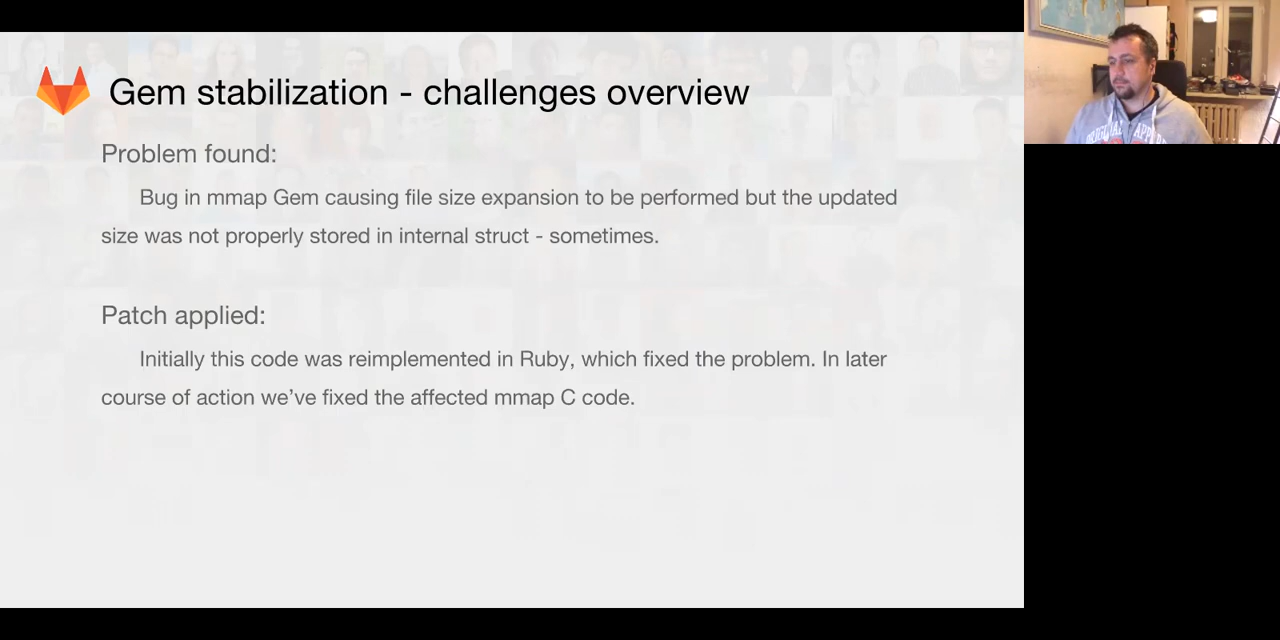 Gem stabilization - challenges overview
Problem found:
Bug in mmap Gem causing file size expansion to be performed but the updated
size was not properly stored in internal struct - sometimes.
Patch applied:
Initially this code was reimplemented in Ruby, which fixed the problem. In later
course of action we’ve fixed the affected mmap C code.
ORIGINAL APP